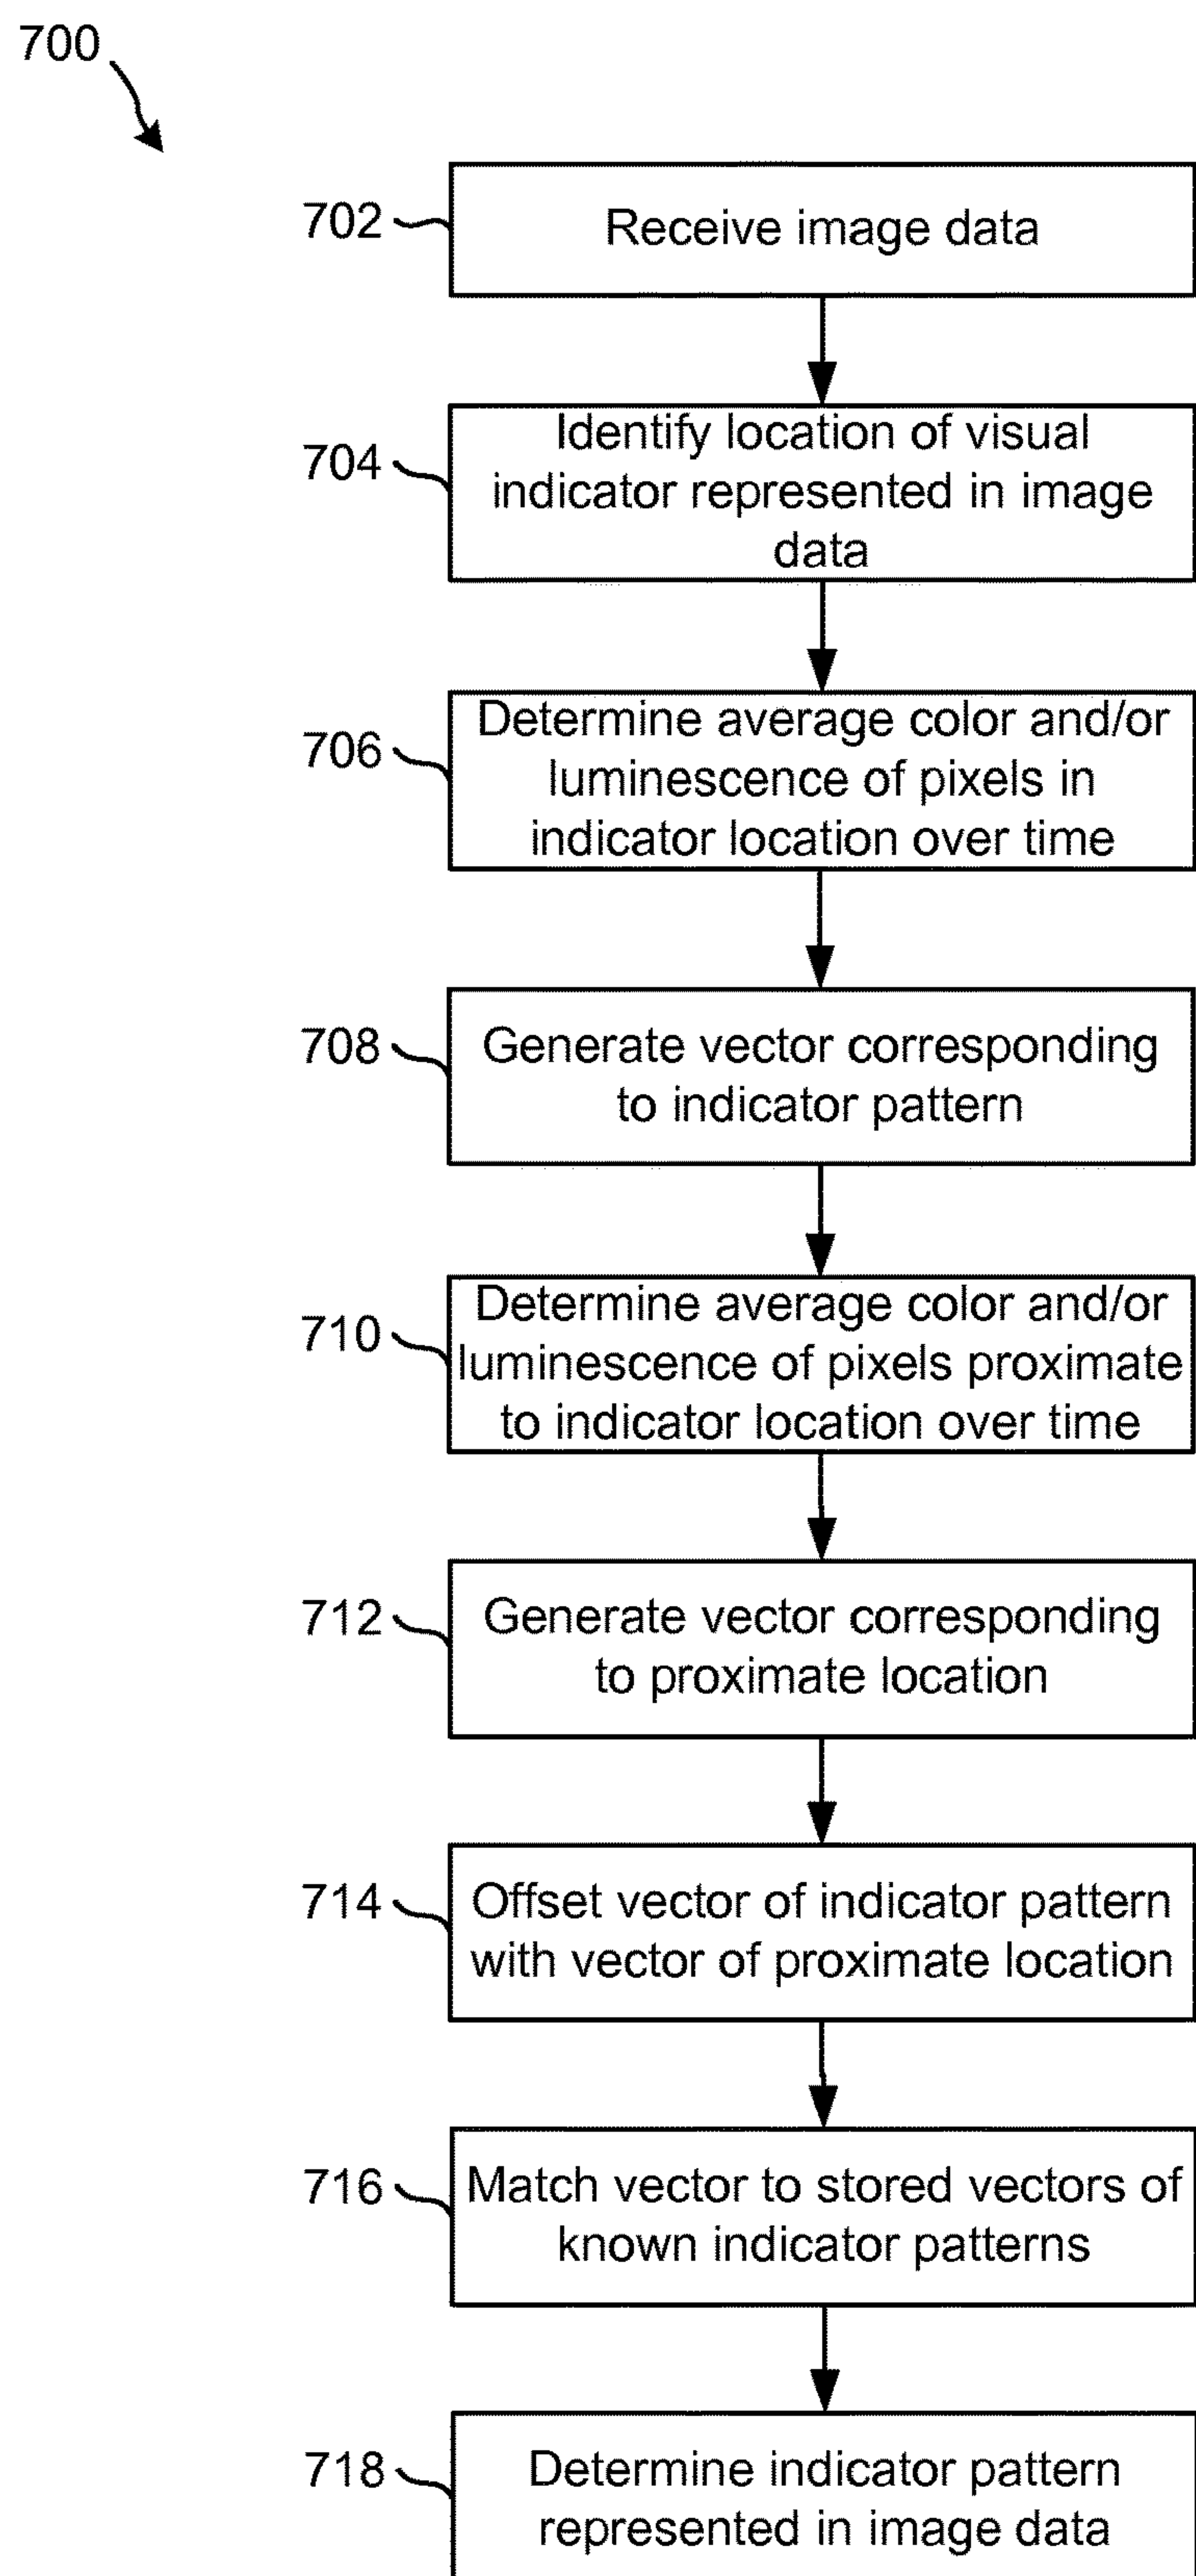 700
702
Receive image data
704
Identify location of visual
indicator represented in image
data
706
Determine average color and/or
luminescence of pixels in
indicator location over time
708
Generate vector corresponding
to indicator pattern
710
Determine average color and/or
luminescence of pixels proximate
to indicator location over time
712
Generate vector corresponding
to proximate location
714
Offset vector of indicator pattern
with vector of proximate location
716
Match vector to stored vectors of
known indicator patterns
718
Determine indicator pattern
represented in image data